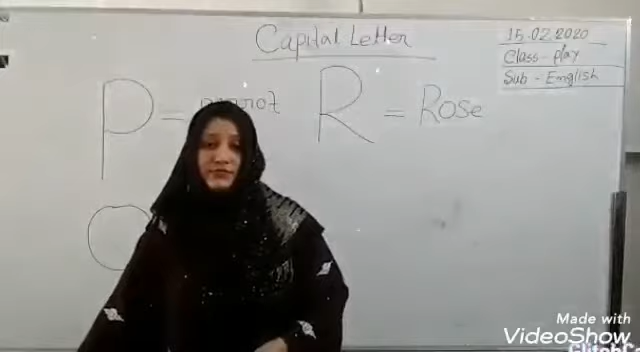 Capital Letter
15.02.2020
Class - play
Sub - English
P = parrot R = Rose
Made with
VideoShow